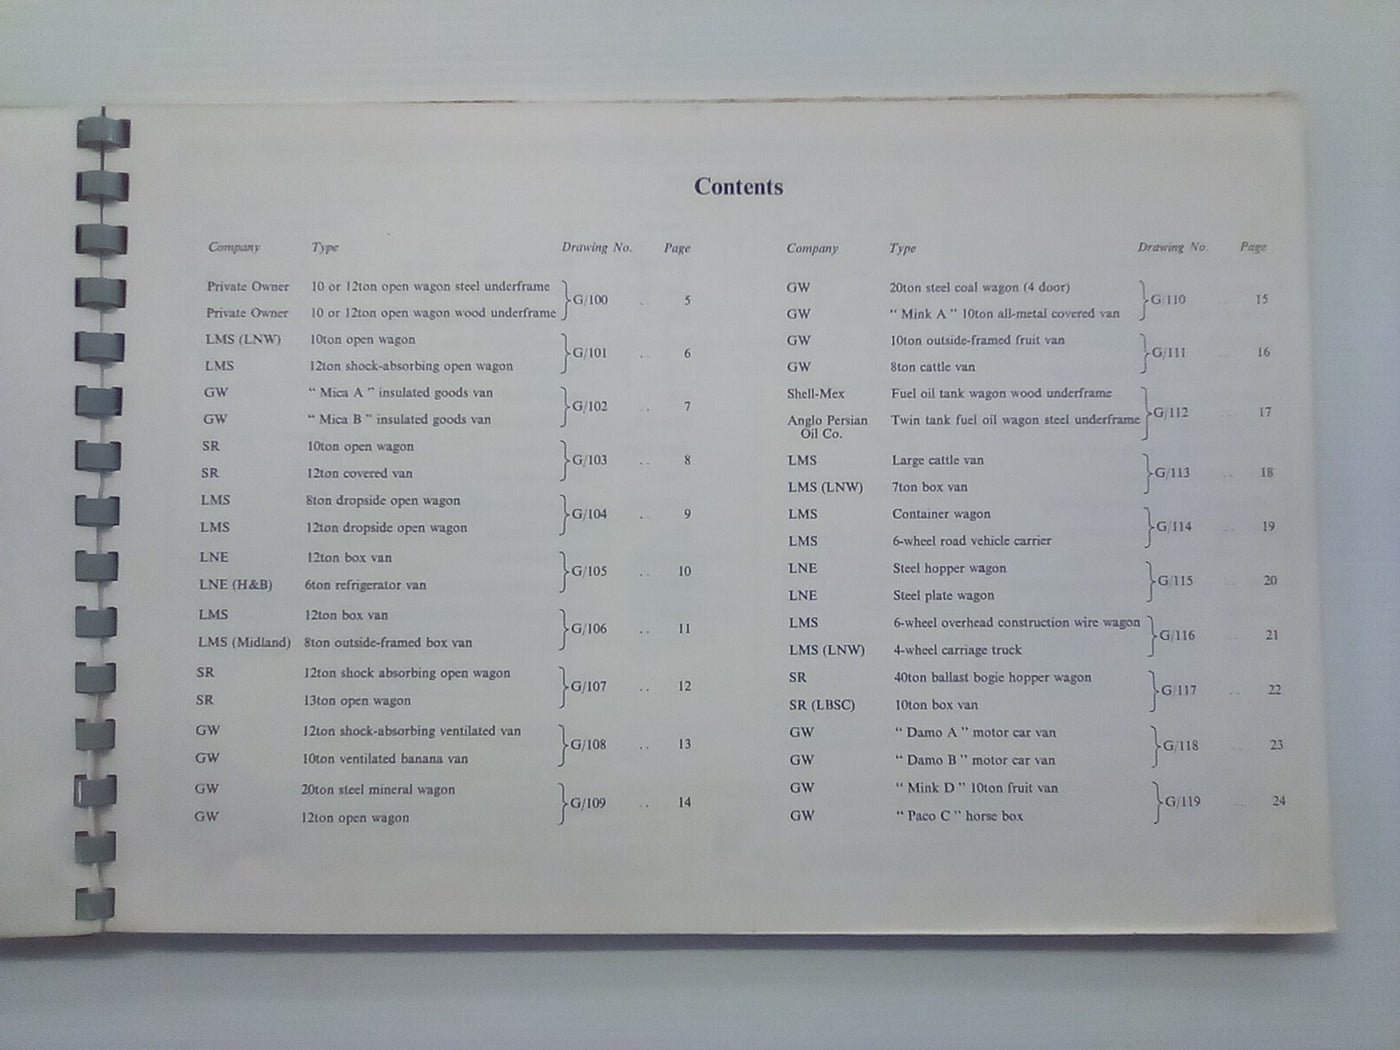 Contents
Company Type Drawing No. Page
Private Owner 10 or 12ton open wagon steel underframe
G/100 .. 5
Private Owner 10 or 12ton open wagon wood underframe
LMS (LNW) 10ton open wagon
G/101 .. 6
LMS 12ton shock-absorbing open wagon
GW “ Mica A ” insulated goods van
G/102 .. 7
GW “ Mica B ” insulated goods van
SR 10ton open wagon
G/103 .. 8
SR 12ton covered van
LMS 8ton dropside open wagon
G/104 .. 9
LMS 12ton dropside open wagon
LNE 12ton box van
G/105 .. 10
LNE (H&B) 6ton refrigerator van
LMS 12ton box van
G/106 .. 11
LMS (Midland) 8ton outside-framed box van
SR 12ton shock absorbing open wagon
G/107 .. 12
SR 13ton open wagon
GW 12ton shock-absorbing ventilated van
G/108 .. 13
GW 10ton ventilated banana van
GW 20ton steel mineral wagon
G/109 .. 14
GW 12ton open wagon
Company Type Drawing No. Page
GW 20ton steel coal wagon (4 door)
G/110 .. 15
GW “ Mink A ” 10ton all-metal covered van
GW 10ton outside-framed fruit van
G/111 .. 16
GW 8ton cattle van
Shell-Mex Fuel oil tank wagon wood underframe
G/112 .. 17
Anglo Persian Twin tank fuel oil wagon steel underframe
Oil Co.
LMS Large cattle van
G/113 .. 18
LMS (LNW) 7ton box van
LMS Container wagon
G/114 .. 19
LMS 6-wheel road vehicle carrier
LNE Steel hopper wagon
G/115 .. 20
LNE Steel plate wagon
LMS 6-wheel overhead construction wire wagon
G/116 .. 21
LMS (LNW) 4-wheel carriage truck
SR 40ton ballast bogie hopper wagon
G/117 .. 22
SR (LBSC) 10ton box van
GW “ Damo A ” motor car van
G/118 .. 23
GW “ Damo B ” motor car van
GW “ Mink D ” 10ton fruit van
G/119 .. 24
GW “ Paco C ” horse box